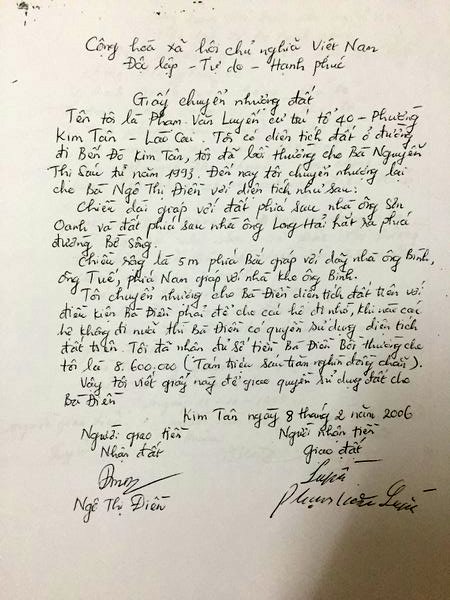 Cộng hoà xã hội chủ nghĩa Việt Nam
Độc lập - Tự do - Hạnh phúc
Giấy chuyển nhượng đất
Tên tôi là Phạm Văn Luyến cư trú tổ 40 - Phường
Kim Tân - Lào Cai. Tôi có diện tích đất ở đường
đi Bến Đò Kim Tân, tôi đã bồi thường cho Bà Nguyễn
Thị Sáu từ năm 1993. Đến nay tôi chuyển nhượng lại
cho Bà Ngô Thị Điền với diện tích như sau:
Chiều dài giáp với đất phía sau nhà ông Sơn
Oanh và đất phía sau nhà ông Long Hải hắt ra phía
đường Bờ Sông.
Chiều rộng là 5m phía Bắc giáp với dãy nhà ông Bình,
ông Tuế, phía Nam giáp với nhà kho ông Bình.
Tôi chuyển nhượng cho Bà Điền diện tích đất trên với
điều kiện Bà Điền phải để cho các hộ đi nhờ, khi nào các
hộ không đi nữa thì Bà Điền có quyền sử dụng diện tích
đất trên. Tôi đã nhận đủ số tiền Bà Điền Bồi thường cho
tôi là 8.600.000 (Tám triệu sáu trăm nghìn đồng chẵn).
Vậy tôi viết giấy này để giao quyền sử dụng đất cho
Bà Điền
Kim Tân ngày 8 tháng 2 năm 2006
Người giao tiền Người nhận tiền
Nhận đất giao đất
Luyến
Ngô Thị Điền Phạm Văn Luyến